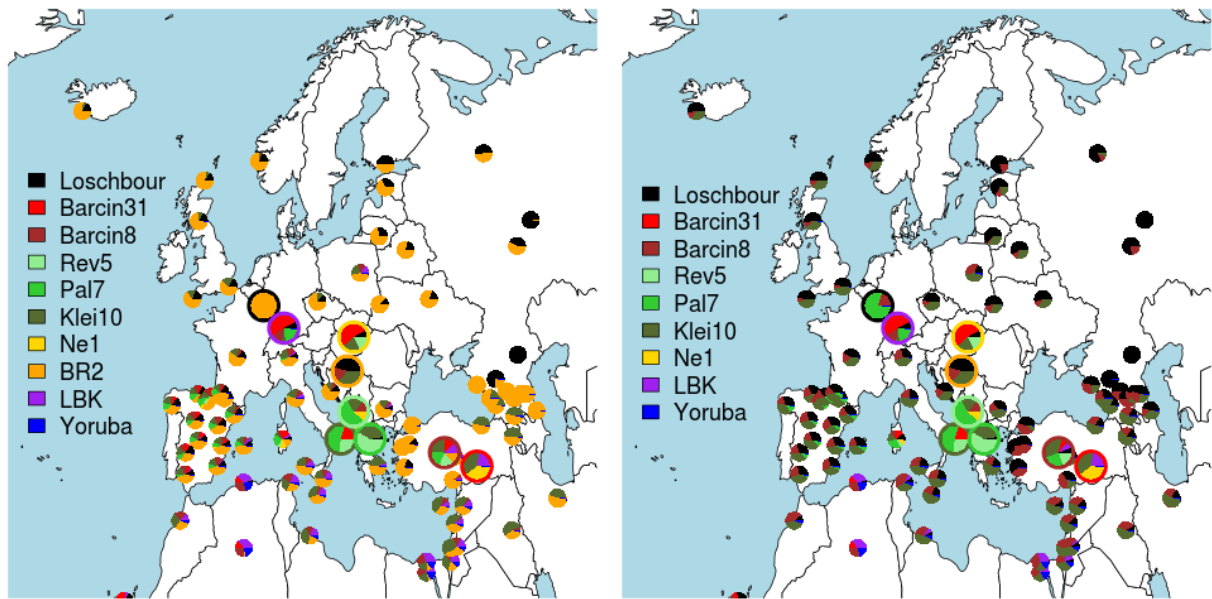 Loschbour
Barcin31
Barcin8
Rev5
Pal7
Klei10
Ne1
BR2
LBK
Yoruba
Loschbour
Barcin31
Barcin8
Rev5
Pal7
Klei10
Ne1
LBK
Yoruba